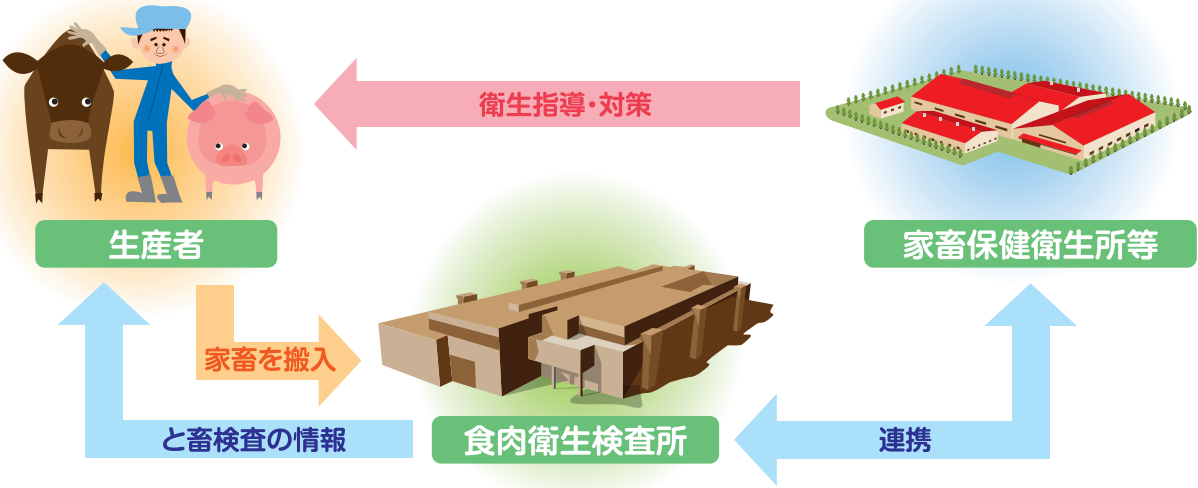 衛生指導・対策
生産者
家畜保健衛生所等
家畜を搬入
と畜検査の情報
食肉衛生検査所
連携